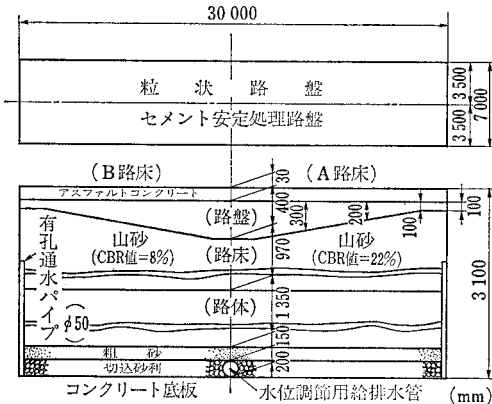 30 000
粒状路盤
セメント安定処理路盤
3 500
3 500
7 000
(B路床)
(A路床)
アスファルトコンクリート
30
400
300
200
100
100
(路盤)
山砂
(CBR値=8%)
(路床)
970
山砂
(CBR値=22%)
有孔通水パイプ(φ50)
(路体)
1 350
3 100
150
粗砂
切込砂利
200
コンクリート底板
水位調節用給排水管
(mm)